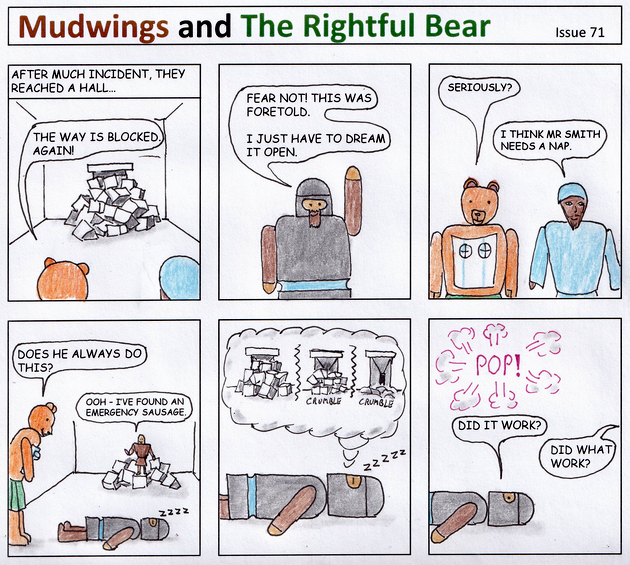 Mudwings and The Rightful Bear
Issue 71
AFTER MUCH INCIDENT, THEY
REACHED A HALL...
THE WAY IS BLOCKED.
AGAIN!
FEAR NOT! THIS WAS
FORETOLD.
I JUST HAVE TO DREAM
IT OPEN.
SERIOUSLY?
I THINK MR SMITH
NEEDS A NAP.
DOES HE ALWAYS DO
THIS?
OOH - I'VE FOUND AN
EMERGENCY SAUSAGE.
ZZZZ
CRUMBLE
CRUMBLE
ZZZZZ
POP!
DID IT WORK?
DID WHAT
WORK?